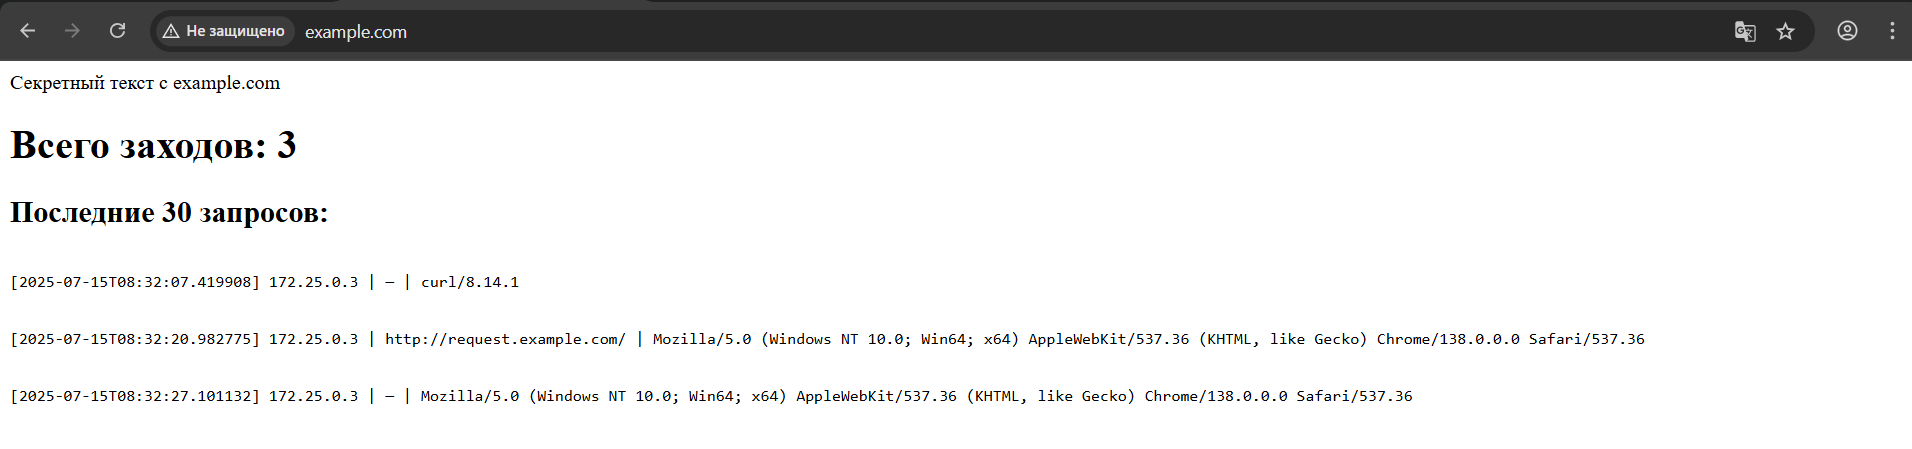 Не защищено example.com
Секретный текст с example.com
Всего заходов: 3
Последние 30 запросов:
[2025-07-15T08:32:07.419908] 172.25.0.3 | — | curl/8.14.1
[2025-07-15T08:32:20.982775] 172.25.0.3 | http://request.example.com/ | Mozilla/5.0 (Windows NT 10.0; Win64; x64) AppleWebKit/537.36 (KHTML, like Gecko) Chrome/138.0.0.0 Safari/537.36
[2025-07-15T08:32:27.101132] 172.25.0.3 | — | Mozilla/5.0 (Windows NT 10.0; Win64; x64) AppleWebKit/537.36 (KHTML, like Gecko) Chrome/138.0.0.0 Safari/537.36